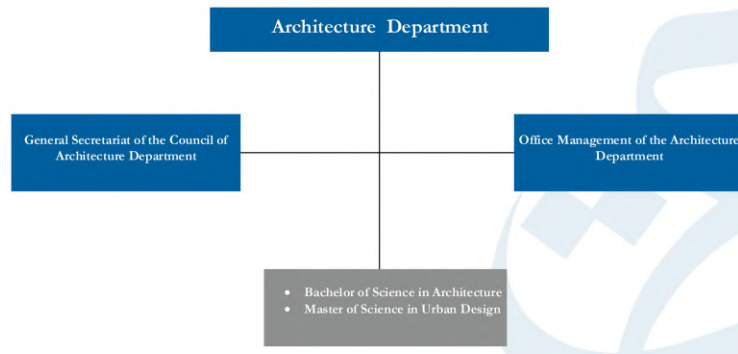 Architecture Department
General Secretariat of the Council of
Architecture Department
Office Management of the Architecture
Department
• Bachelor of Science in Architecture
• Master of Science in Urban Design